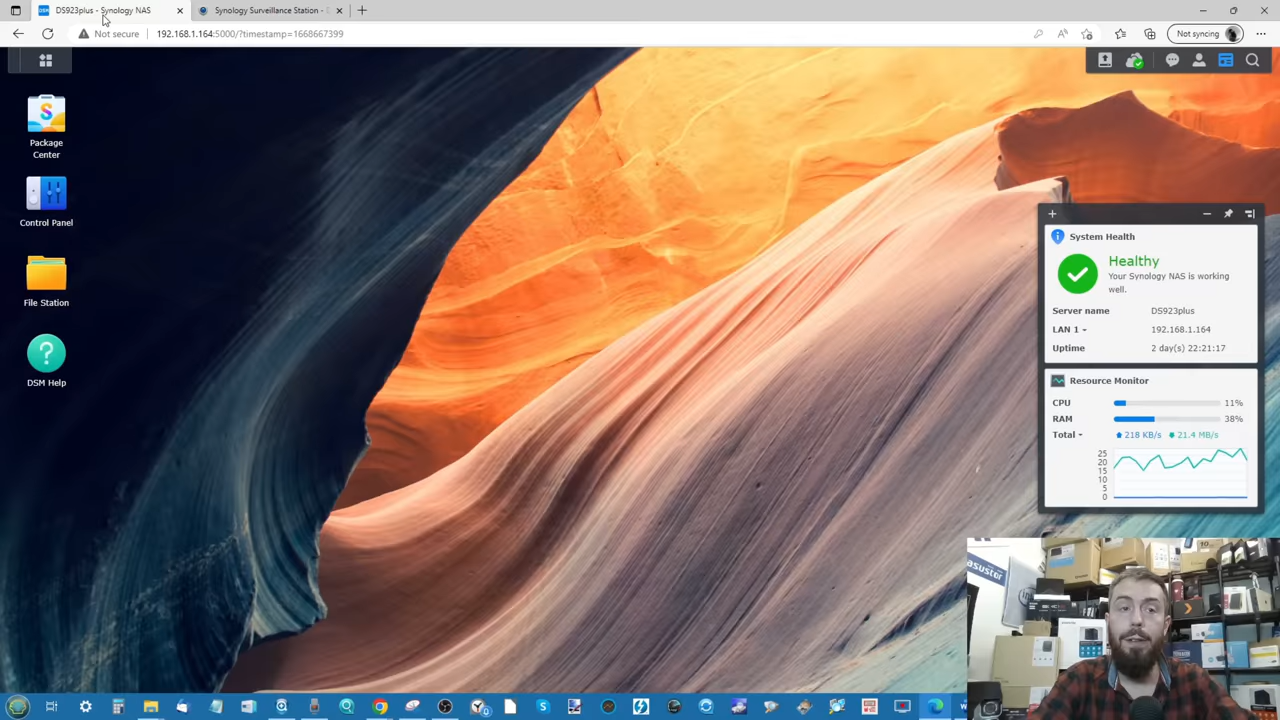 DS923plus - Synology NAS
Synology Surveillance Station - D
Not secure
192.168.1.164:5000/?timestamp=1668667399
Not syncing
Package
Center
Control Panel
File Station
DSM Help
System Health
Healthy
Your Synology NAS is working
well.
Server name DS923plus
LAN 1 192.168.1.164
Uptime 2 day(s) 22:21:17
Resource Monitor
CPU 11%
RAM 38%
Total 218 KB/s 21.4 MB/s
25
20
15
10
5
0
asustor